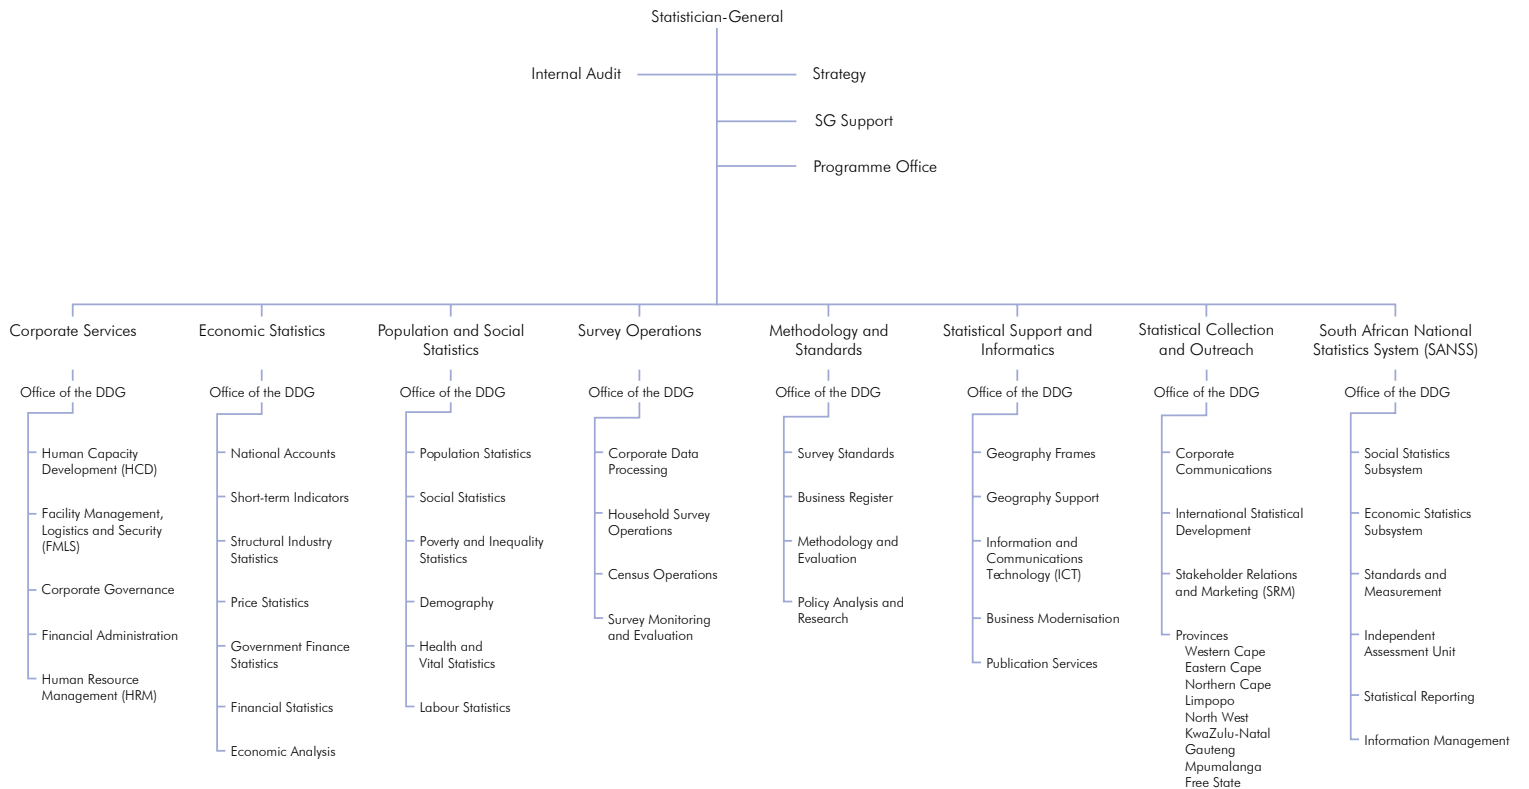 Statistician-General
Internal Audit
Strategy
SG Support
Programme Office
Corporate Services
Office of the DDG
Human Capacity
Development (HCD)
Facility Management,
Logistics and Security
(FMLS)
Corporate Governance
Financial Administration
Human Resource
Management (HRM)
Economic Statistics
Office of the DDG
National Accounts
Short-term Indicators
Structural Industry
Statistics
Price Statistics
Government Finance
Statistics
Financial Statistics
Economic Analysis
Population and Social
Statistics
Office of the DDG
Population Statistics
Social Statistics
Poverty and Inequality
Statistics
Demography
Health and
Vital Statistics
Labour Statistics
Survey Operations
Office of the DDG
Corporate Data
Processing
Household Survey
Operations
Census Operations
Survey Monitoring
and Evaluation
Methodology and
Standards
Office of the DDG
Survey Standards
Business Register
Methodology and
Evaluation
Policy Analysis and
Research
Statistical Support and
Informatics
Office of the DDG
Geography Frames
Geography Support
Information and
Communications
Technology (ICT)
Business Modernisation
Publication Services
Statistical Collection
and Outreach
Office of the DDG
Corporate
Communications
International Statistical
Development
Stakeholder Relations
and Marketing (SRM)
Provinces
Western Cape
Eastern Cape
Northern Cape
Limpopo
North West
KwaZulu-Natal
Gauteng
Mpumalanga
Free State
South African National
Statistics System (SANSS)
Office of the DDG
Social Statistics
Subsystem
Economic Statistics
Subsystem
Standards and
Measurement
Independent
Assessment Unit
Statistical Reporting
Information Management